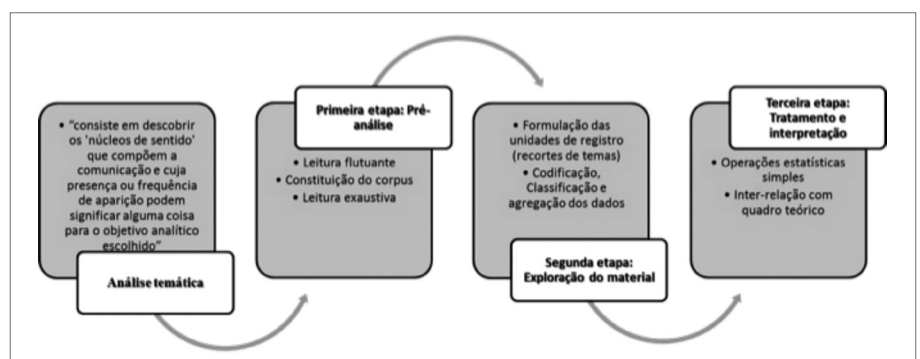 • “consiste em descobrir
os 'núcleos de sentido'
que compõem a
comunicação e cuja
presença ou frequência
de aparição podem
significar alguma coisa
para o objetivo analítico
escolhido”
Análise temática
Primeira etapa: Pré-
análise
• Leitura flutuante
• Constituição do corpus
• Leitura exaustiva
• Formulação das
unidades de registro
(recortes de temas)
• Codificação,
Classificação e
agregação dos dados
Segunda etapa:
Exploração do material
Terceira etapa:
Tratamento e
interpretação
• Operações estatísticas
simples
• Inter-relação com
quadro teórico